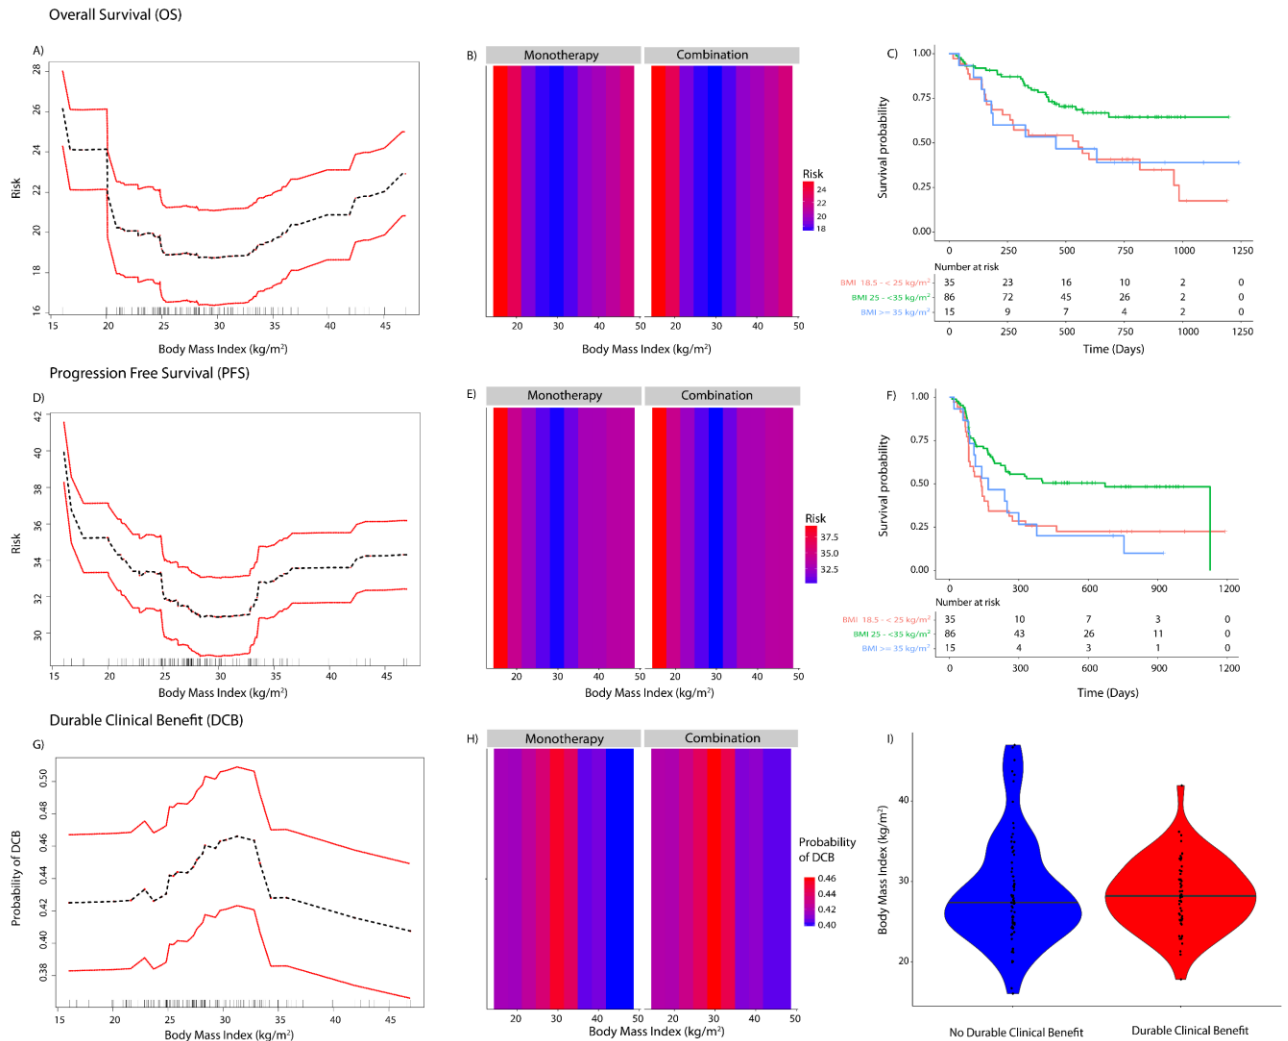 Overall Survival (OS)
A)
28
26
24
22
20
18
16
Risk
15 20 25 30 35 40 45
Body Mass Index (kg/m²)
B)
Monotherapy Combination
20 30 40 50 20 30 40 50
Body Mass Index (kg/m²)
Risk
24
22
20
18
C)
1.00
0.75
0.50
0.25
0.00
Survival probability
Number at risk
BMI 18.5 - < 25 kg/m² 35 23 16 10 2 0
BMI 25 - <35 kg/m² 86 72 45 26 2 0
BMI >= 35 kg/m² 15 9 7 4 2 0
0 250 500 750 1000 1250
Time (Days)
Progression Free Survival (PFS)
D)
42
40
38
36
34
32
30
Risk
15 20 25 30 35 40 45
Body Mass Index (kg/m²)
E)
Monotherapy Combination
20 30 40 50 20 30 40 50
Body Mass Index (kg/m²)
Risk
37.5
35.0
32.5
F)
1.00
0.75
0.50
0.25
0.00
Survival probability
0 300 600 900 1200
Number at risk
BMI 18.5 - < 25 kg/m² 35 10 7 3 0
BMI 25 - <35 kg/m² 86 43 26 11 0
BMI >= 35 kg/m² 15 4 3 1 0
0 300 600 900 1200
Time (Days)
Durable Clinical Benefit (DCB)
G)
0.50
0.48
0.46
0.44
0.42
0.40
0.38
Probability of DCB
15 20 25 30 35 40 45
Body Mass Index (kg/m²)
H)
Monotherapy Combination
20 30 40 50 20 30 40 50
Body Mass Index (kg/m²)
Probability
of DCB
0.46
0.44
0.42
0.40
I)
40
30
20
Body Mass Index (kg/m²)
No Durable Clinical Benefit Durable Clinical Benefit